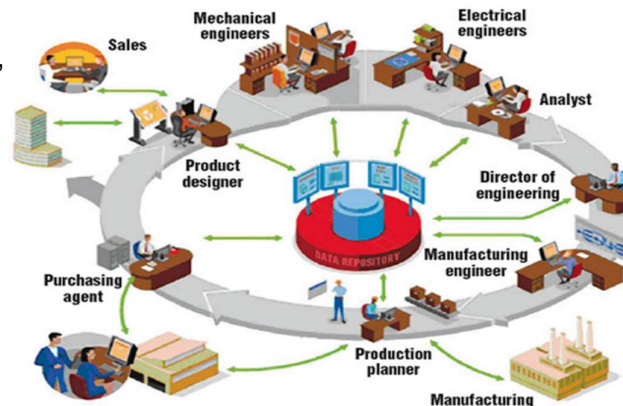 ,
Sales
Mechanical
engineers
Electrical
engineers
Analyst
Product
designer
Director of
engineering
DATA REPOSITORY
Manufacturing
engineer
Purchasing
agent
Production
planner
Manufacturing